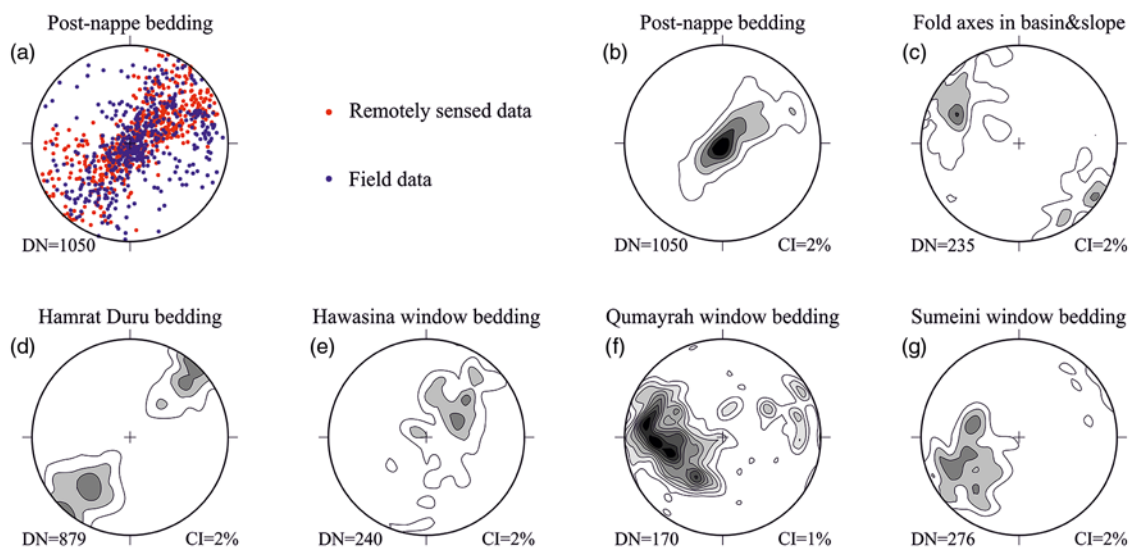 Post-nappe bedding
(a)
DN=1050
Remotely sensed data
Field data
Post-nappe bedding
(b)
DN=1050
CI=2%
Fold axes in basin&slope
(c)
DN=235
CI=2%
Hamrat Duru bedding
(d)
DN=879
CI=2%
Hawasina window bedding
(e)
DN=240
CI=2%
Qumayrah window bedding
(f)
DN=170
CI=1%
Sumeini window bedding
(g)
DN=276
CI=2%